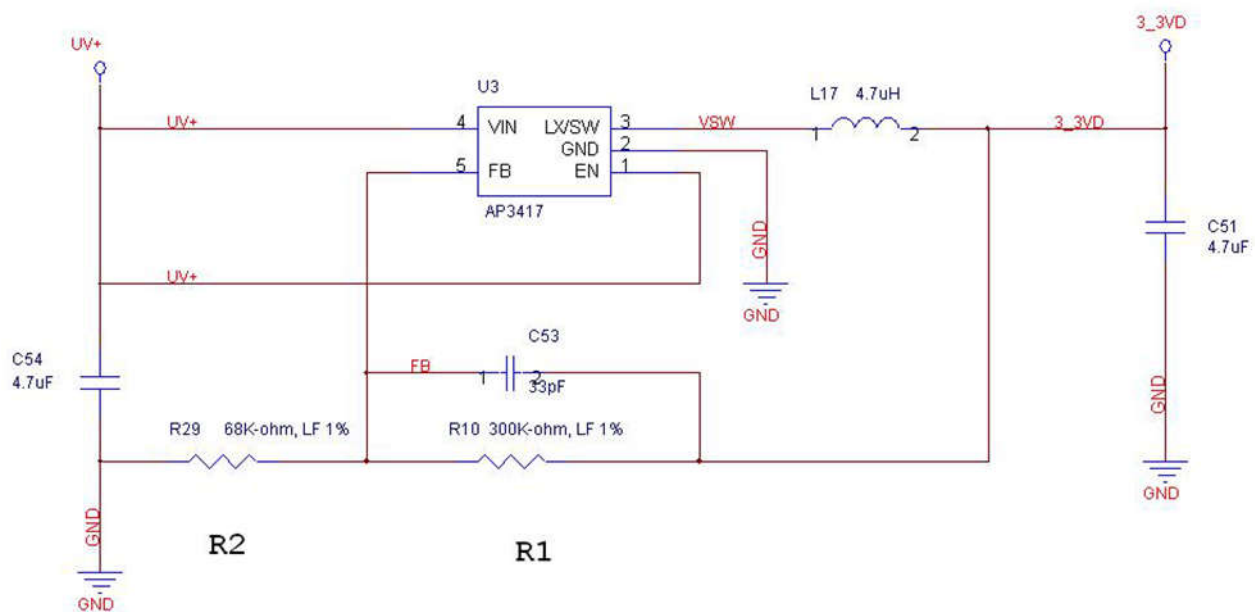 3_3VD
UV+
U3
L17 4.7uH
UV+
4 VIN LX/SW 3
VSW
1 2
3_3VD
GND 2
5 FB EN 1
AP3417
GND
C51
4.7uF
UV+
GND
C53
C54
4.7uF
FB
1 2
33pF
GND
R29 68K-ohm, LF 1%
R10 300K-ohm, LF 1%
GND
GND
R2
R1
GND